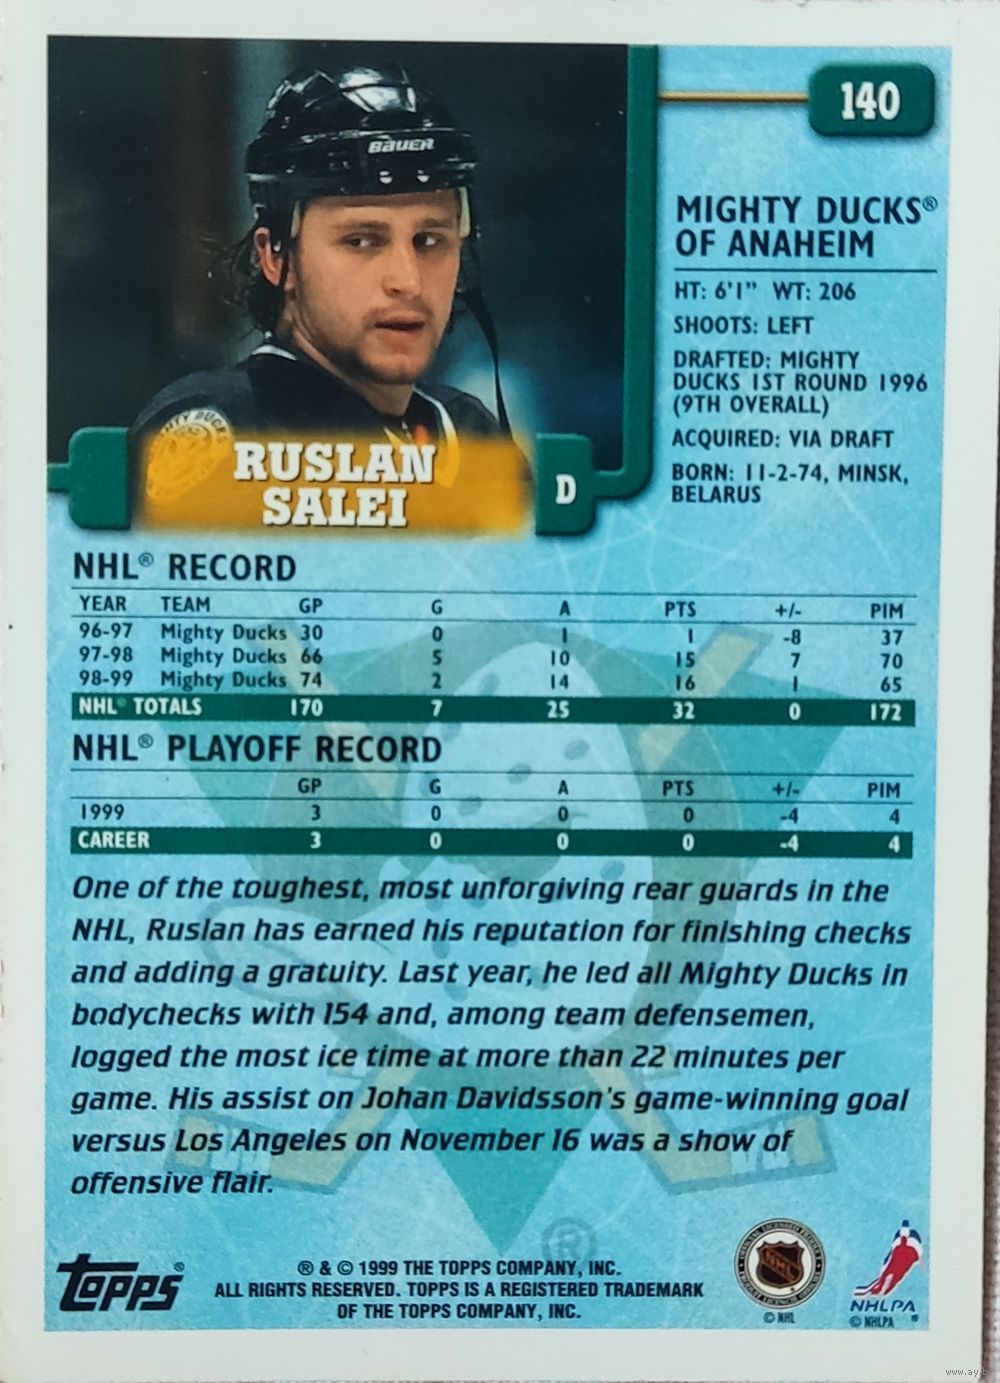 140
BAUER
MIGHTY DUCKS®
OF ANAHEIM
HT: 6'1" WT: 206
SHOOTS: LEFT
DRAFTED: MIGHTY
DUCKS 1ST ROUND 1996
(9TH OVERALL)
ACQUIRED: VIA DRAFT
BORN: 11-2-74, MINSK,
BELARUS
RUSLAN
SALEI
D
NHL® RECORD
YEAR TEAM GP G A PTS +/- PIM
96-97 Mighty Ducks 30 0 1 1 -8 37
97-98 Mighty Ducks 66 5 10 15 7 70
98-99 Mighty Ducks 74 2 14 16 1 65
NHL® TOTALS 170 7 25 32 0 172
NHL® PLAYOFF RECORD
GP G A PTS +/- PIM
1999 3 0 0 0 -4 4
CAREER 3 0 0 0 -4 4
One of the toughest, most unforgiving rear guards in the
NHL, Ruslan has earned his reputation for finishing checks
and adding a gratuity. Last year, he led all Mighty Ducks in
bodychecks with 154 and, among team defensemen,
logged the most ice time at more than 22 minutes per
game. His assist on Johan Davidsson's game-winning goal
versus Los Angeles on November 16 was a show of
offensive flair.
®
TOPPS®
® & © 1999 THE TOPPS COMPANY, INC.
ALL RIGHTS RESERVED. TOPPS IS A REGISTERED TRADEMARK
OF THE TOPPS COMPANY, INC.
NHL
© NHL
NHLPA
© NHLPA ®